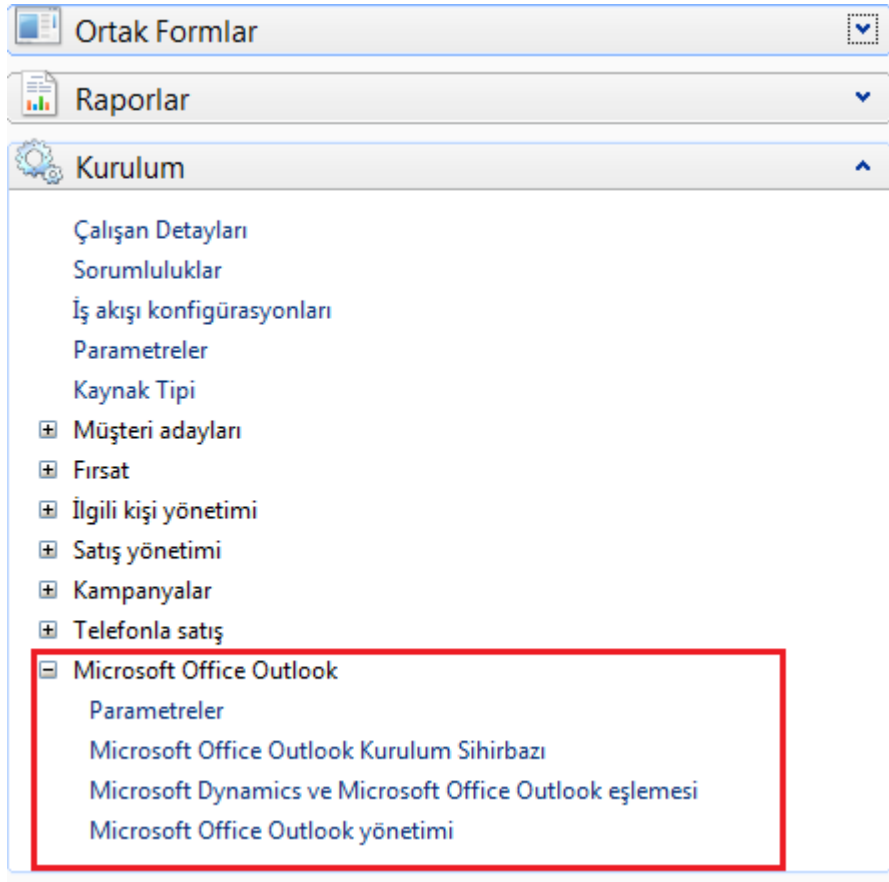 Ortak Formlar
Raporlar
Kurulum
Çalışan Detayları
Sorumluluklar
İş akışı konfigürasyonları
Parametreler
Kaynak Tipi
Müşteri adayları
Fırsat
İlgili kişi yönetimi
Satış yönetimi
Kampanyalar
Telefonla satış
Microsoft Office Outlook
Parametreler
Microsoft Office Outlook Kurulum Sihirbazı
Microsoft Dynamics ve Microsoft Office Outlook eşlemesi
Microsoft Office Outlook yönetimi